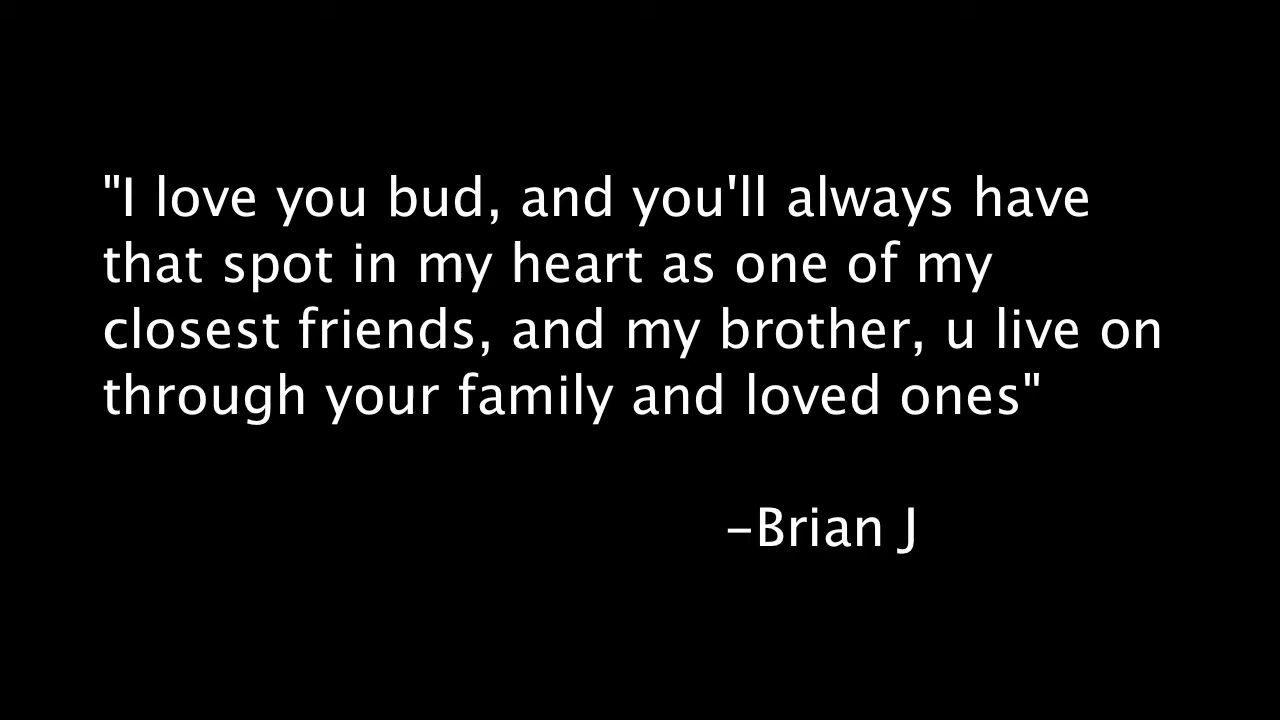 "I love you bud, and you'll always have
that spot in my heart as one of my
closest friends, and my brother, u live on
through your family and loved ones"
-Brian J